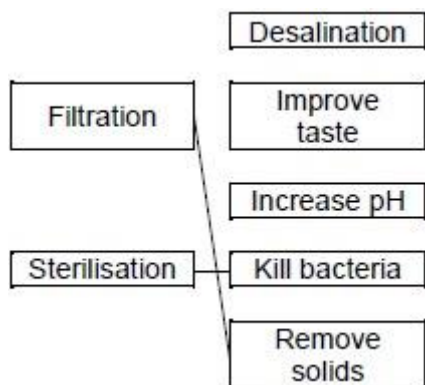 Desalination
Filtration
Improve
taste
Increase pH
Sterilisation
Kill bacteria
Remove
solids